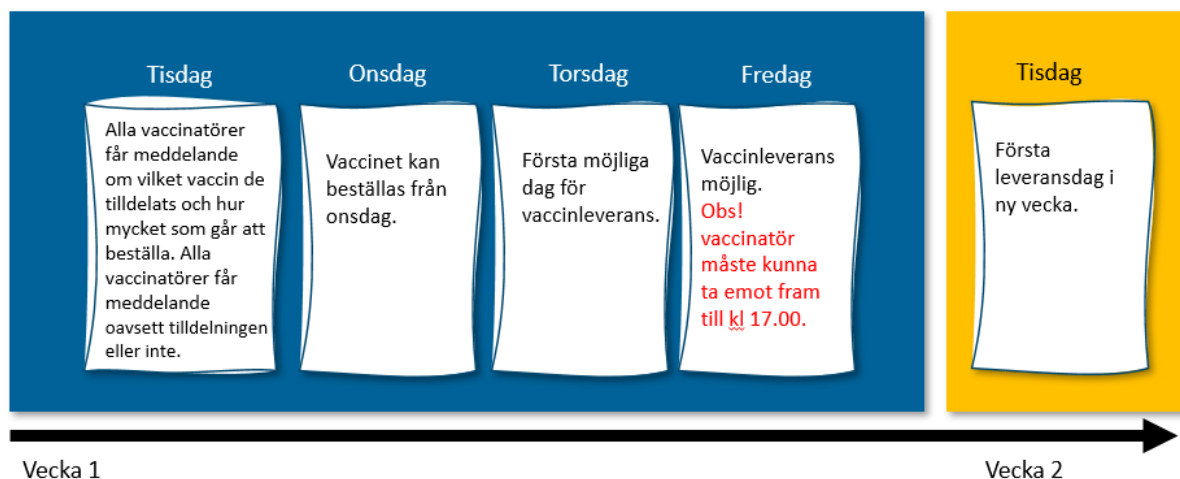 Tisdag
Alla vaccinatörer
får meddelande
om vilket vaccin de
tilldelats och hur
mycket som går att
beställa. Alla
vaccinatörer får
meddelande
oavsett tilldelningen
eller inte.
Onsdag
Vaccinet kan
beställas från
onsdag.
Torsdag
Första möjliga
dag för
vaccinleverans.
Fredag
Vaccinleverans
möjlig.
Obs!
vaccinatör
måste kunna
ta emot fram
till kl 17.00.
Tisdag
Första
leveransdag i
ny vecka.
Vecka 1
Vecka 2